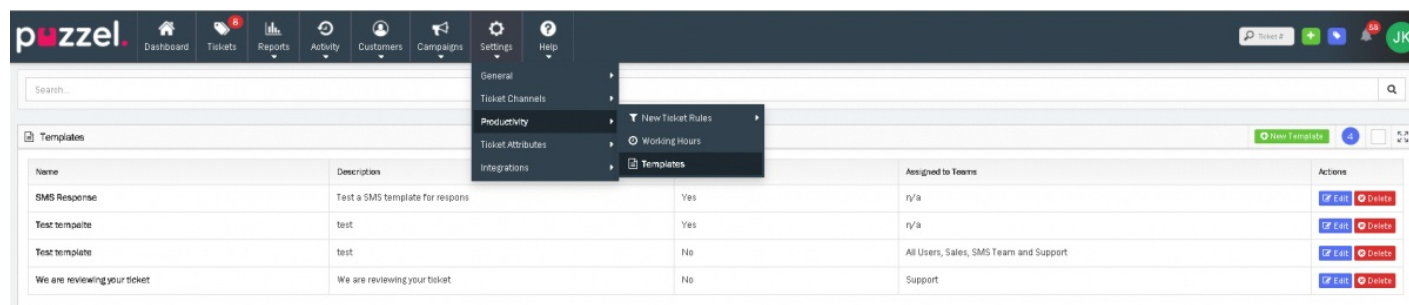 puzzel.
Dashboard
Tickets
8
Reports
Activity
Customers
Campaigns
Settings
Help
Ticket #
58
JK
Search...
General
Ticket Channels
Productivity
Ticket Attributes
Integrations
New Ticket Rules
Working Hours
Templates
Templates
New Template
4
Name Description Assigned to Teams Actions
SMS Response Test a SMS template for respons Yes n/a Edit Delete
Test tempalte test Yes n/a Edit Delete
Test template test No All Users, Sales, SMS Team and Support Edit Delete
We are reviewing your ticket We are reviewing your ticket No Support Edit Delete